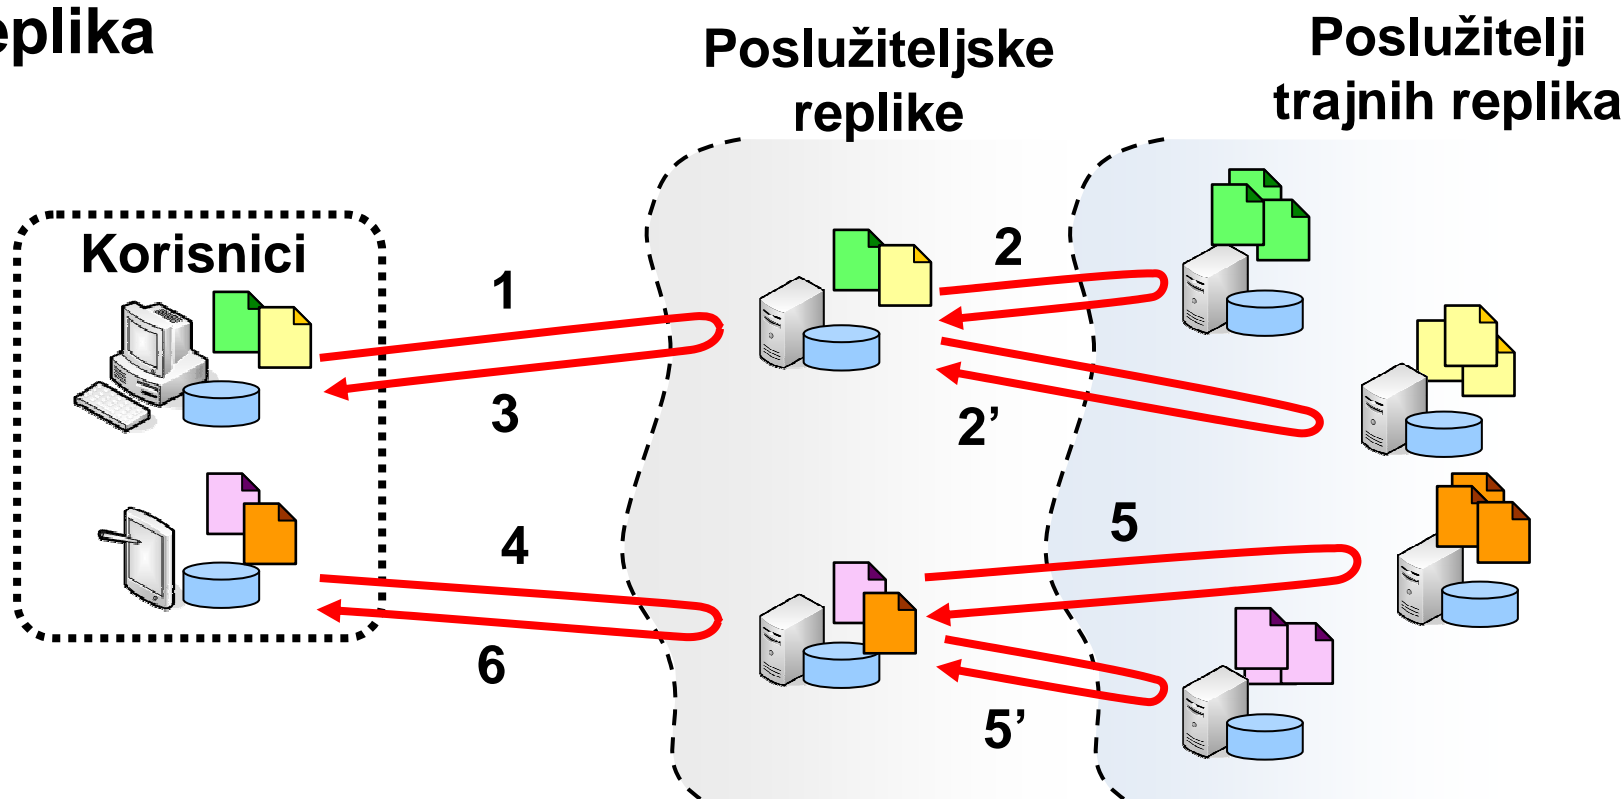 eplika
Poslužiteljske
replike
Poslužitelji
trajnih replika
Korisnici
1
2
3
2’
4
5
6
5’